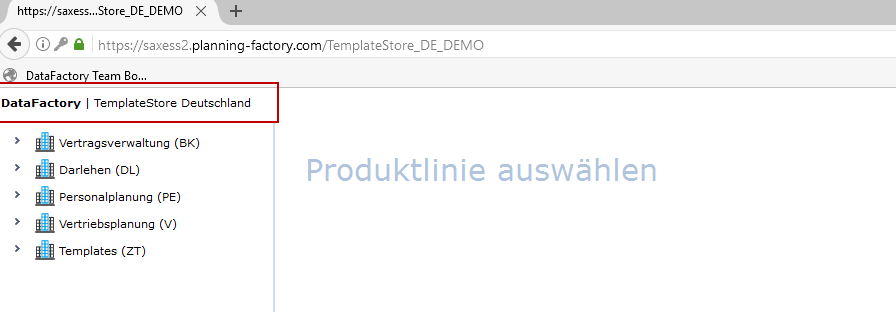 https://saxess...Store_DE_DEMO
https://saxess2.planning-factory.com/TemplateStore_DE_DEMO
DataFactory Team Bo...
DataFactory | TemplateStore Deutschland
Vertragsverwaltung (BK)
Darlehen (DL)
Personalplanung (PE)
Vertriebsplanung (V)
Templates (ZT)
Produktlinie auswählen